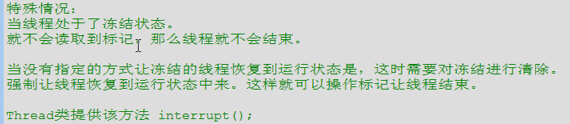 特殊情况:
当线程处于了冻结状态。
就不会读取到标记。那么线程就不会结束。
当没有指定的方式让冻结的线程恢复到运行状态是,这时需要对冻结进行清除。
强制让线程恢复到运行状态中来。这样就可以操作标记让线程结束。
Thread类提供该方法 interrupt();